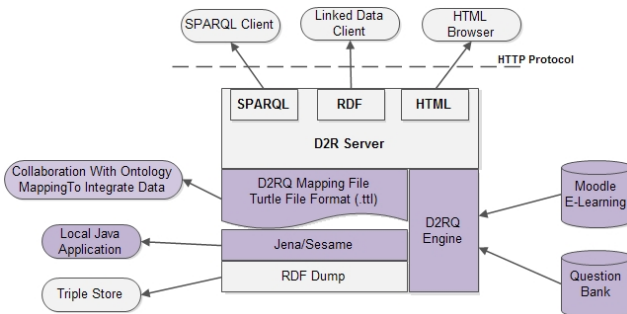 SPARQL Client
Linked Data
Client
HTML
Browser
HTTP Protocol
SPARQL
RDF
HTML
D2R Server
Collaboration With Ontology
MappingTo Integrate Data
D2RQ Mapping File
Turtle File Format (.ttl)
D2RQ
Engine
Moodle
E-Learning
Local Java
Application
Jena/Sesame
RDF Dump
Triple Store
Question
Bank